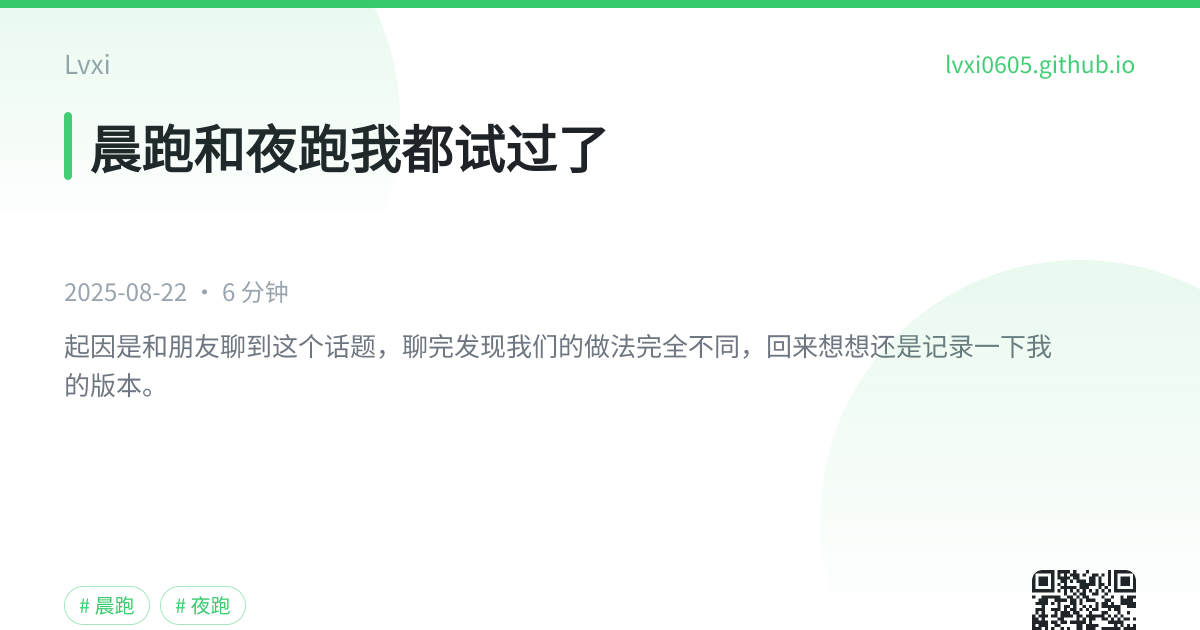 Lvxi
lvxi0605.github.io
晨跑和夜跑我都试过了
2025-08-22 · 6 分钟
起因是和朋友聊到这个话题，聊完发现我们的做法完全不同，回来想想还是记录一下我
的版本。
# 晨跑
# 夜跑